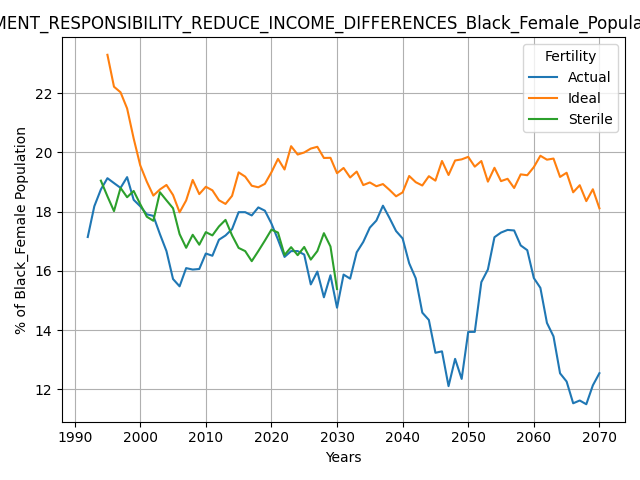 MENT_RESPONSIBILITY_REDUCE_INCOME_DIFFERENCES_Black_Female_Popula
Fertility
Actual
Ideal
Sterile
% of Black_Female Population
22
20
18
16
14
12
1990 2000 2010 2020 2030 2040 2050 2060 2070
Years